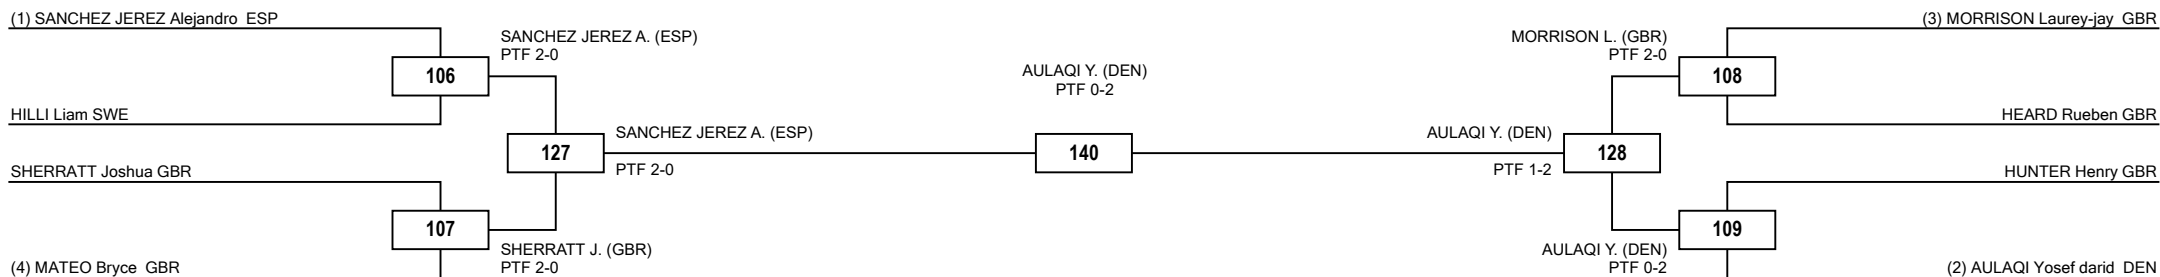 (1) SANCHEZ JEREZ Alejandro  ESP
SANCHEZ JEREZ A. (ESP)
PTF 2-0
106
HILLI Liam SWE
SANCHEZ JEREZ A. (ESP)
127
PTF 2-0
SHERRATT Joshua GBR
107
SHERRATT J. (GBR)
PTF 2-0
(4) MATEO Bryce  GBR
AULAQI Y. (DEN)
PTF 0-2
140
(3) MORRISON Laurey-jay  GBR
MORRISON L. (GBR)
PTF 2-0
108
HEARD Rueben GBR
AULAQI Y. (DEN)
128
PTF 1-2
HUNTER Henry GBR
109
AULAQI Y. (DEN)
PTF 0-2
(2) AULAQI Yosef darid  DEN